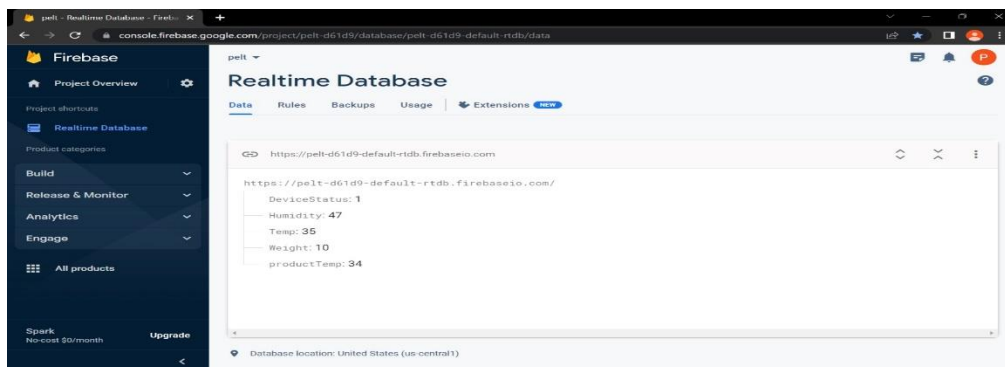 pelt - Realtime Database - Fireb
console.firebase.google.com/project/pelt-d61d9/database/pelt-d61d9-default-rtdb/data
Firebase
Project Overview
Project shortcuts
Realtime Database
Product categories
Build
Release & Monitor
Analytics
Engage
All products
Spark
No-cost $0/month
Upgrade
pelt
P
Realtime Database
Data Rules Backups Usage Extensions NEW
https://pelt-d61d9-default-rtdb.firebaseio.com
https://pelt-d61d9-default-rtdb.firebaseio.com/
DeviceStatus: 1
Humidity: 47
Temp: 35
Weight: 10
productTemp: 34
Database location: United States (us-central1)